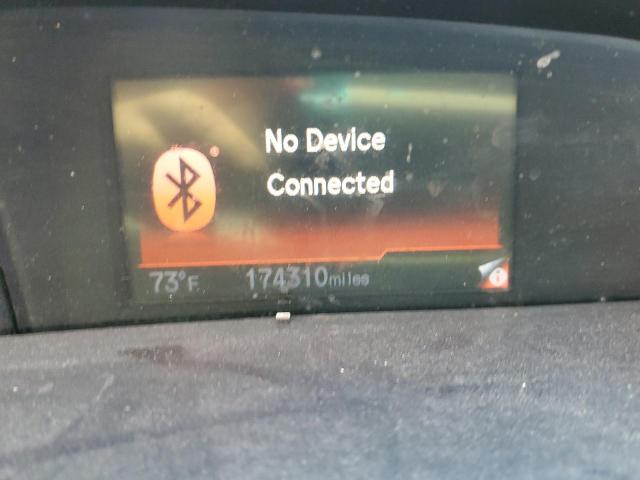 No Device
Connected
73°F 174310miles